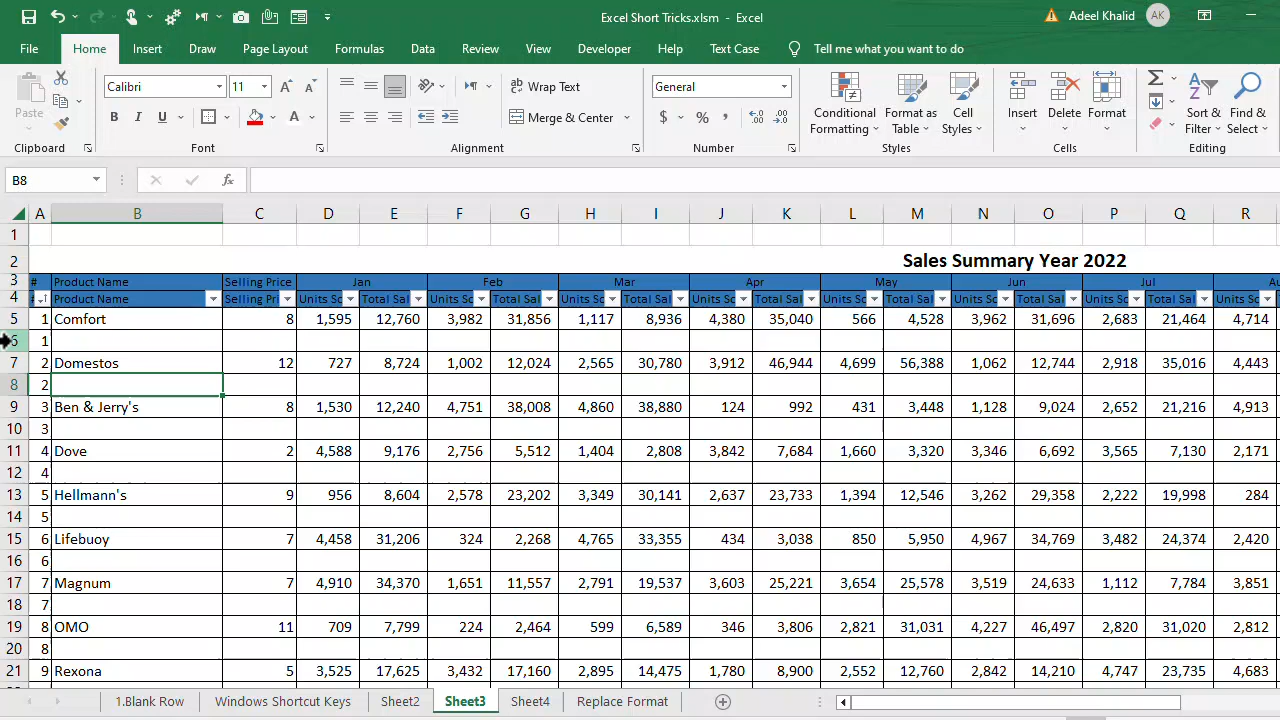 Excel Short Tricks.xlsm - Excel
Adeel Khalid AK
File Home Insert Draw Page Layout Formulas Data Review View Developer Help Text Case Tell me what you want to do
Paste
Calibri 11
B I U A
Wrap Text
Merge & Center
General
$ % ,
Conditional Formatting
Format as Table
Cell Styles
Insert Delete Format
Sort & Filter
Find & Select
Clipboard Font Alignment Number Styles Cells Editing
B8 fx
A B C D E F G H I J K L M N O P Q R
1
2 Sales Summary Year 2022
3 # Product Name Selling Price Jan Feb Mar Apr May Jun Jul
4 Product Name Selling Pri Units Sc Total Sal Units Sc Total Sal Units Sc Total Sal Units Sc Total Sal Units Sc Total Sal Units Sc Total Sal Units Sc Total Sal Units Sc
5 1 Comfort 8 1,595 12,760 3,982 31,856 1,117 8,936 4,380 35,040 566 4,528 3,962 31,696 2,683 21,464 4,714
6 1
7 2 Domestos 12 727 8,724 1,002 12,024 2,565 30,780 3,912 46,944 4,699 56,388 1,062 12,744 2,918 35,016 4,443
8 2
9 3 Ben & Jerry's 8 1,530 12,240 4,751 38,008 4,860 38,880 124 992 431 3,448 1,128 9,024 2,652 21,216 4,913
10 3
11 4 Dove 2 4,588 9,176 2,756 5,512 1,404 2,808 3,842 7,684 1,660 3,320 3,346 6,692 3,565 7,130 2,171
12 4
13 5 Hellmann's 9 956 8,604 2,578 23,202 3,349 30,141 2,637 23,733 1,394 12,546 3,262 29,358 2,222 19,998 284
14 5
15 6 Lifebuoy 7 4,458 31,206 324 2,268 4,765 33,355 434 3,038 850 5,950 4,967 34,769 3,482 24,374 2,420
16 6
17 7 Magnum 7 4,910 34,370 1,651 11,557 2,791 19,537 3,603 25,221 3,654 25,578 3,519 24,633 1,112 7,784 3,851
18 7
19 8 OMO 11 709 7,799 224 2,464 599 6,589 346 3,806 2,821 31,031 4,227 46,497 2,820 31,020 2,812
20 8
21 9 Rexona 5 3,525 17,625 3,432 17,160 2,895 14,475 1,780 8,900 2,552 12,760 2,842 14,210 4,747 23,735 4,683
1.Blank Row Windows Shortcut Keys Sheet2 Sheet3 Sheet4 Replace Format